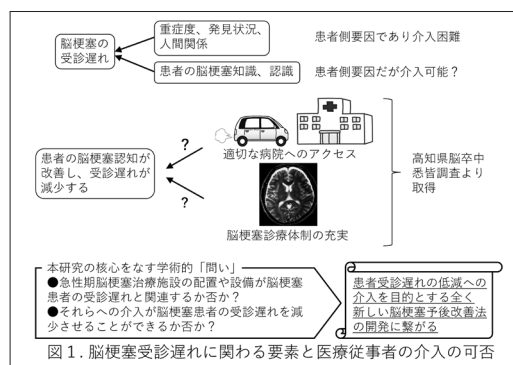 脳梗塞の
受診遅れ
重症度、発見状況、
人間関係
患者側要因であり介入困難
患者の脳梗塞知識、認識
患者側要因だが介入可能？
?
適切な病院へのアクセス
患者の脳梗塞認知が
改善し、受診遅れが
減少する
高知県脳卒中
悉皆調査より
取得
?
脳梗塞診療体制の充実
本研究の核心をなす学術的「問い」
●急性期脳梗塞治療施設の配置や設備が脳梗塞
患者の受診遅れと関連するか否か？
●それらへの介入が脳梗塞患者の受診遅れを減
少させることができるか否か？
患者受診遅れの低減への
介入を目的とする全く
新しい脳梗塞予後改善法
の開発に繋がる
図１. 脳梗塞受診遅れに関わる要素と医療従事者の介入の可否